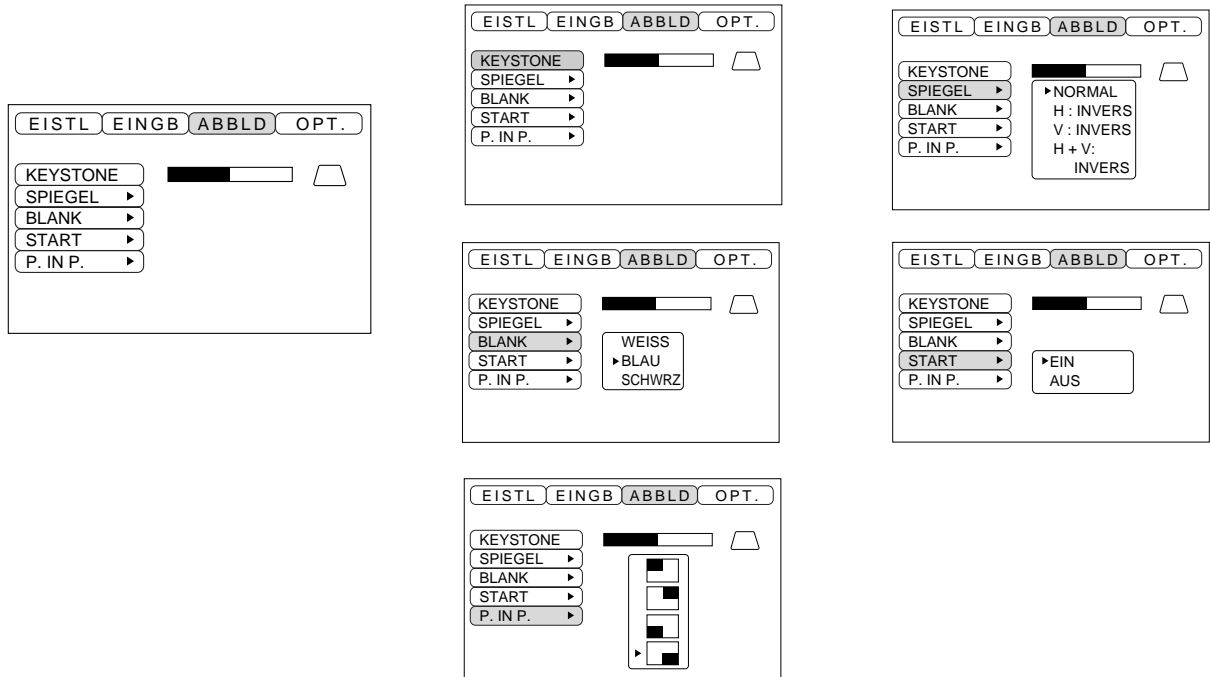 EISTL EINGB ABBLD OPT.
KEYSTONE
SPIEGEL
BLANK
START
P. IN P.
EISTL EINGB ABBLD OPT.
KEYSTONE
SPIEGEL
BLANK
START
P. IN P.
EISTL EINGB ABBLD OPT.
KEYSTONE
SPIEGEL
BLANK
START
P. IN P.
NORMAL
H : INVERS
V : INVERS
H + V:
INVERS
EISTL EINGB ABBLD OPT.
KEYSTONE
SPIEGEL
BLANK
START
P. IN P.
WEISS
BLAU
SCHWRZ
EISTL EINGB ABBLD OPT.
KEYSTONE
SPIEGEL
BLANK
START
P. IN P.
EIN
AUS
EISTL EINGB ABBLD OPT.
KEYSTONE
SPIEGEL
BLANK
START
P. IN P.